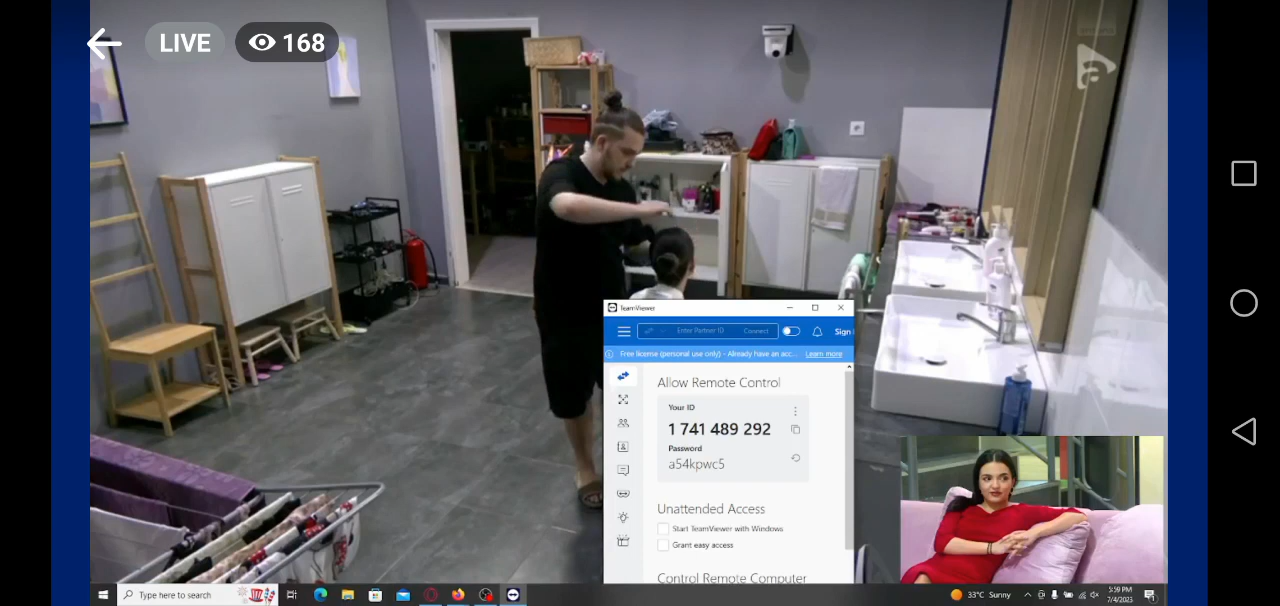 LIVE
168
TeamViewer
Enter Partner ID
Connect
Sign
Free license (personal use only) - Already have an acc...
Learn more
Allow Remote Control
Your ID
1 741 489 292
Password
a54kpwc5
Unattended Access
Start TeamViewer with Windows
Grant easy access
Control Remote Computer
Type here to search
33°C Sunny
5:59 PM
7/4/2023